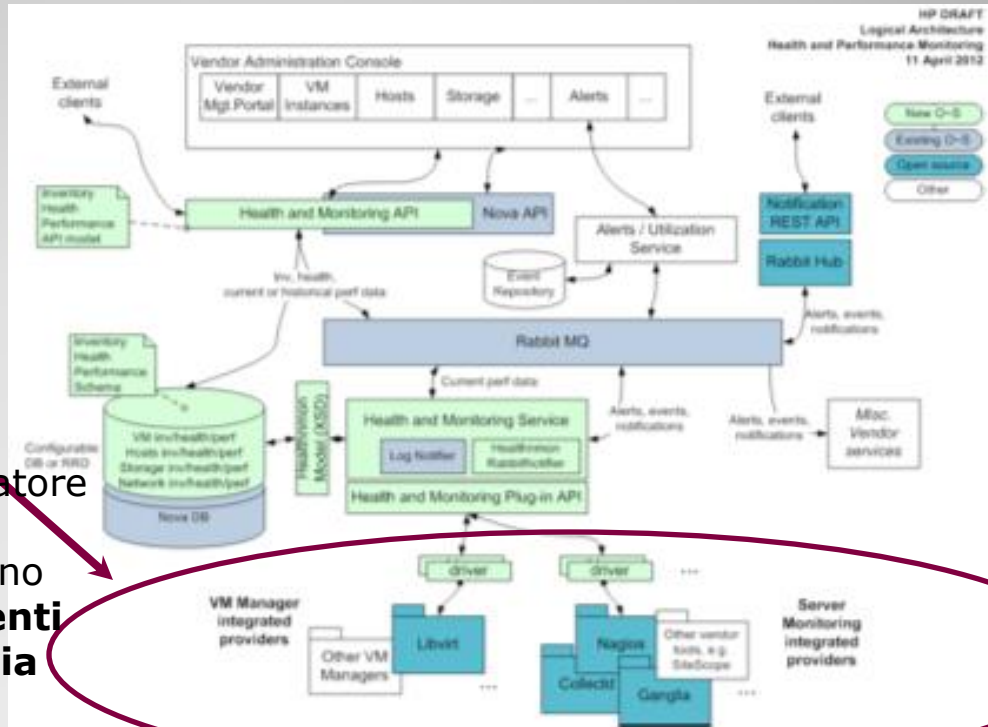 HP DRAFT
Logical Architecture
Health and Performance Monitoring
11 April 2012
Vendor Administration Console
Vendor Mgt.Portal
VM Instances
Hosts
Storage
...
Alerts
...
External clients
External clients
New O~S
Existing O~S
Open source
Other
Inventory
Health
Performance
API model
Health and Monitoring API
Nova API
Alerts / Utilization
Service
Notification
REST API
Rabbit Hub
Event
Repository
Inv, health,
current or historical perf data
Alerts, events,
notifications
Rabbit MQ
Inventory
Health
Performance
Schema
Current perf data
Health and Monitoring Service
Log Notifier
Healthnmon
RabbitNotifier
Alerts, events,
notifications
Alerts, events,
notifications
Misc.
Vendor
services
Configurable
DB or RRD
VM inv/health/perf
Hosts inv/health/perf
Storage inv/health/perf
Network inv/health/perf
Nova DB
Model (XSD)
Health and Monitoring Plug-in API
atore
no
enti
ia
driver
driver
...
VM Manager
integrated
providers
Other VM
Managers
Libvirt
...
Nagios
Collectd
Ganglia
Other vendor
tools, e.g.
SiteScope
...
Server
Monitoring
integrated
providers